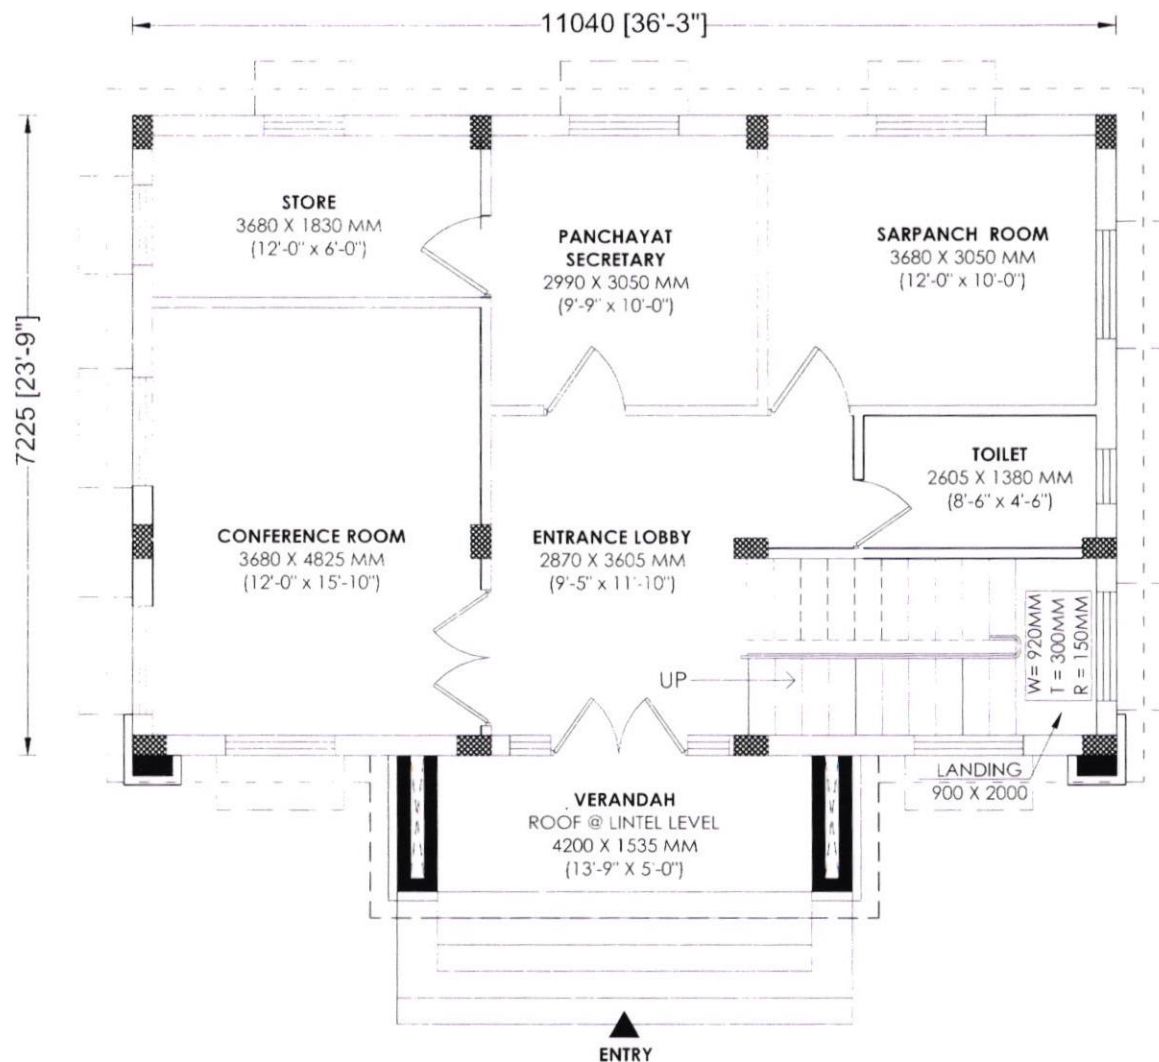 11040 [36'-3"]
7225 [23'-9"]
STORE
3680 X 1830 MM
(12'-0" x 6'-0")
PANCHAYAT
SECRETARY
2990 X 3050 MM
(9'-9" x 10'-0")
SARPANCH ROOM
3680 X 3050 MM
(12'-0" x 10'-0")
TOILET
2605 X 1380 MM
(8'-6" x 4'-6")
CONFERENCE ROOM
3680 X 4825 MM
(12'-0" x 15'-10")
ENTRANCE LOBBY
2870 X 3605 MM
(9'-5" x 11'-10")
W= 920MM
T = 300MM
R = 150MM
UP
LANDING
900 X 2000
VERANDAH
ROOF @ LINTEL LEVEL
4200 X 1535 MM
(13'-9" X 5'-0")
ENTRY